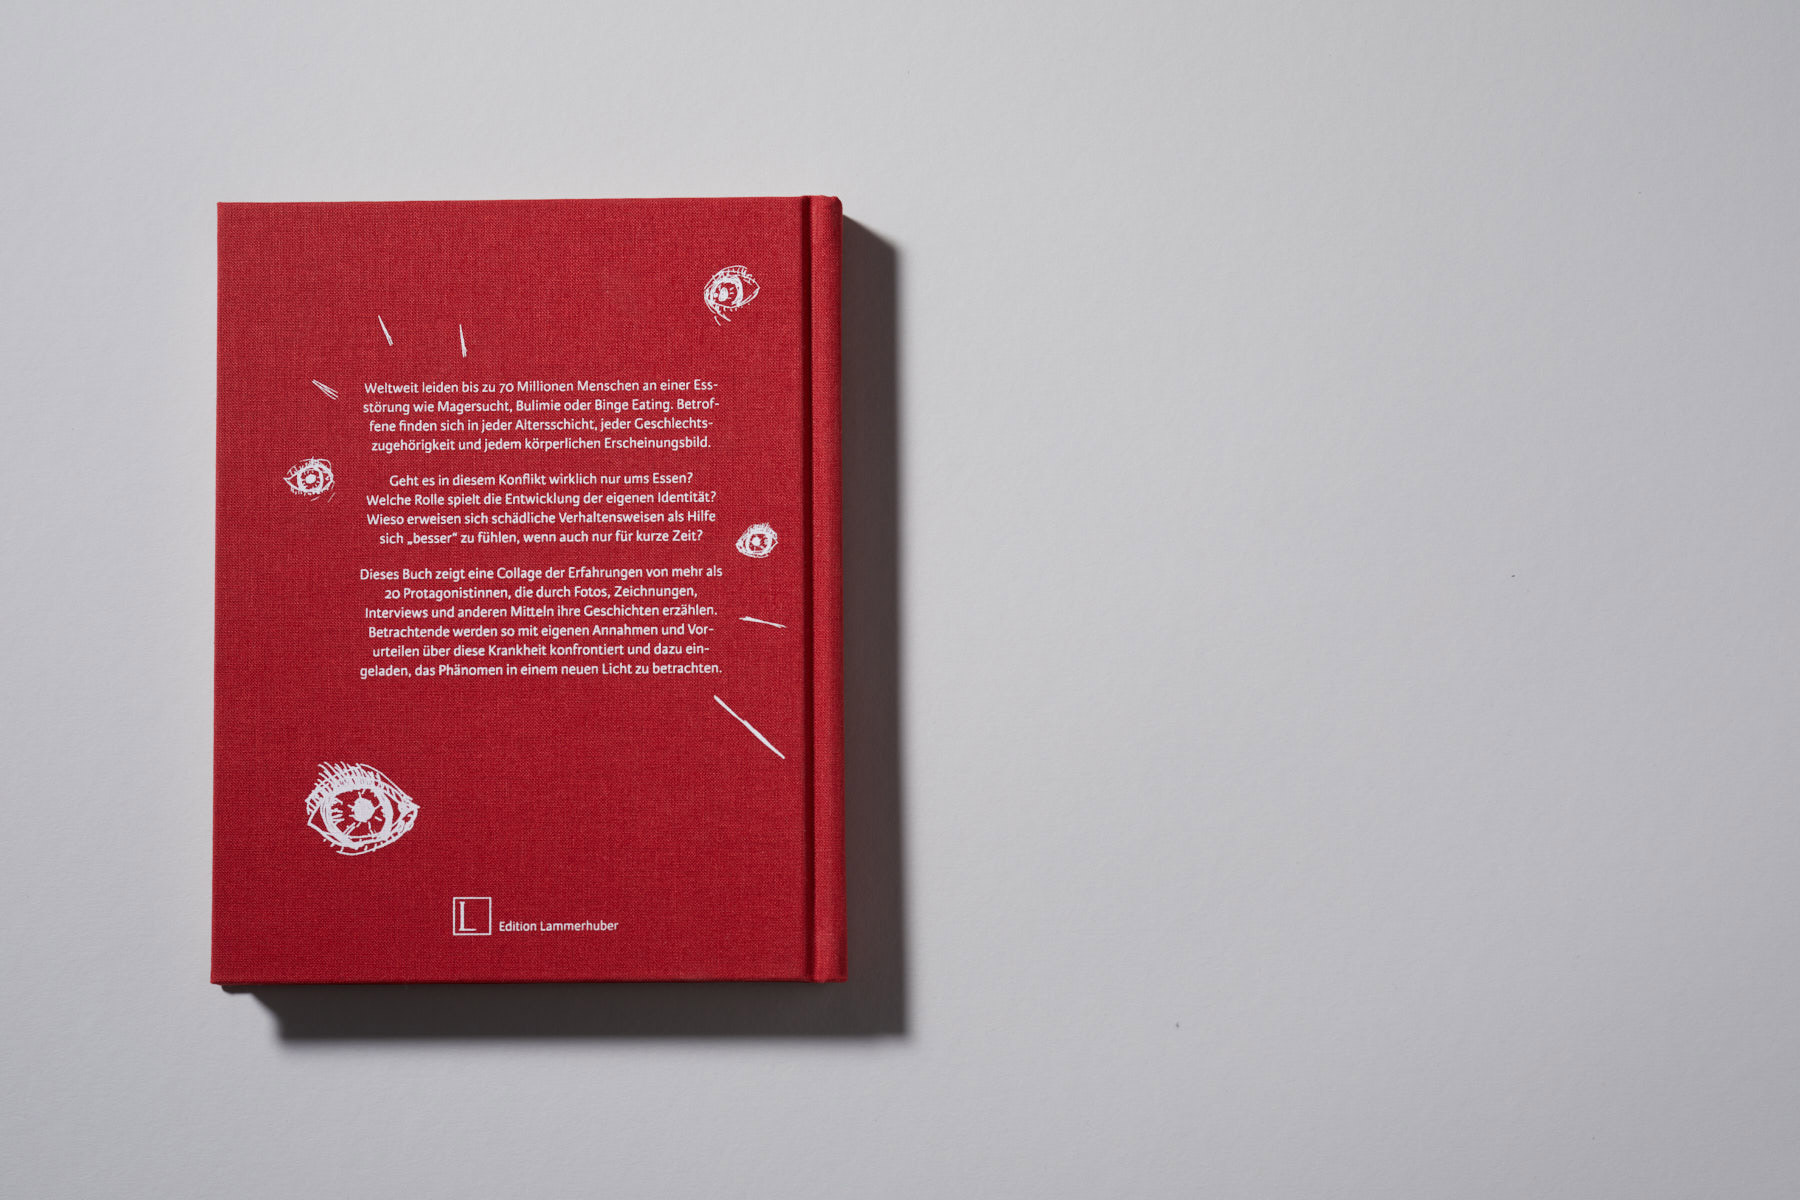 Weltweit leiden bis zu 70 Millionen Menschen an einer Ess-
störung wie Magersucht, Bulimie oder Binge Eating. Betrof-
fene finden sich in jeder Altersschicht, jeder Geschlechts-
zugehörigkeit und jedem körperlichen Erscheinungsbild.
Geht es in diesem Konflikt wirklich nur ums Essen?
Welche Rolle spielt die Entwicklung der eigenen Identität?
Wieso erweisen sich schädliche Verhaltensweisen als Hilfe
sich „besser“ zu fühlen, wenn auch nur für kurze Zeit?
Dieses Buch zeigt eine Collage der Erfahrungen von mehr als
20 Protagonistinnen, die durch Fotos, Zeichnungen,
Interviews und anderen Mitteln ihre Geschichten erzählen.
Betrachtende werden so mit eigenen Annahmen und Vor-
urteilen über diese Krankheit konfrontiert und dazu ein-
geladen, das Phänomen in einem neuen Licht zu betrachten.
L Edition Lammerhuber